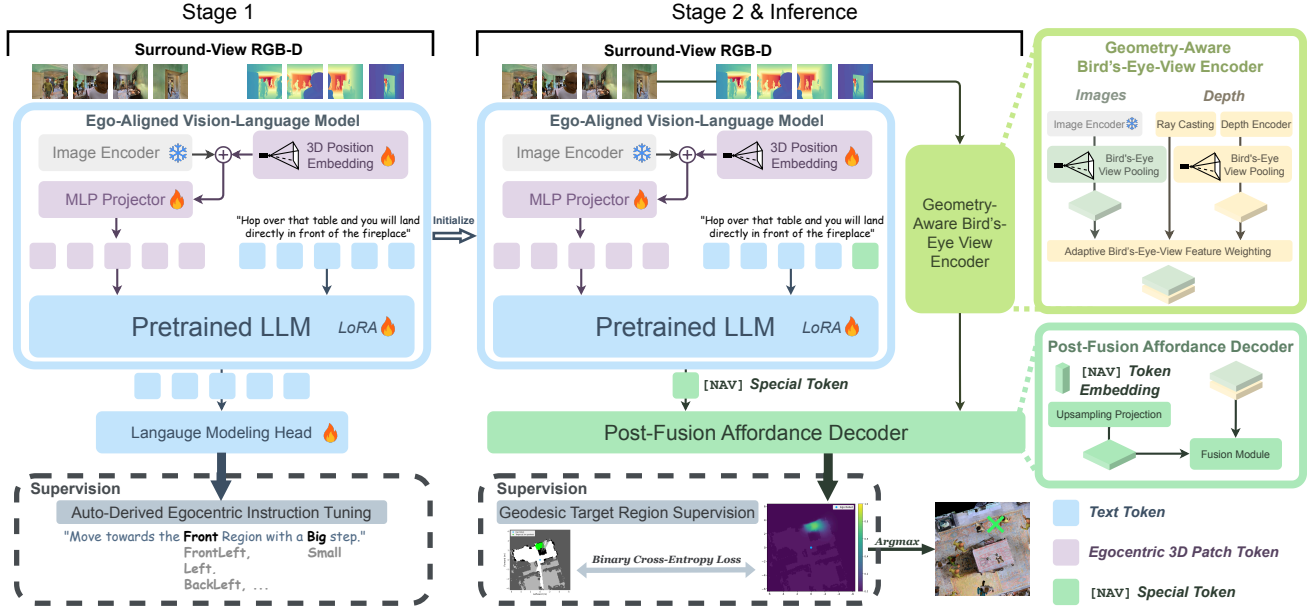 Stage 1
Surround-View RGB-D
Ego-Aligned Vision-Language Model
Image Encoder
3D Position
Embedding
MLP Projector
"Hop over that table and you will land
directly in front of the fireplace"
Pretrained LLM
LoRA
Langauge Modeling Head
Supervision
Auto-Derived Egocentric Instruction Tuning
"Move towards the Front Region with a Big step."
FrontLeft, Small
Left.
BackLeft, ...
Initialize
Stage 2 & Inference
Surround-View RGB-D
Ego-Aligned Vision-Language Model
Image Encoder
3D Position
Embedding
MLP Projector
"Hop over that table and you will land
directly in front of the fireplace"
Pretrained LLM
LoRA
[NAV] Special Token
Geometry-
Aware Bird's-
Eye View
Encoder
Post-Fusion Affordance Decoder
Supervision
Geodesic Target Region Supervision
Binary Cross-Entropy Loss
Argmax
Geometry-Aware
Bird's-Eye-View Encoder
Images
Depth
Image Encoder
Ray Casting
Depth Encoder
Bird's-Eye
View Pooling
Bird's-Eye
View Pooling
Adaptive Bird's-Eye-View Feature Weighting
Post-Fusion Affordance Decoder
[NAV] Token
Embedding
Upsampling Projection
Fusion Module
Text Token
Egocentric 3D Patch Token
[NAV] Special Token